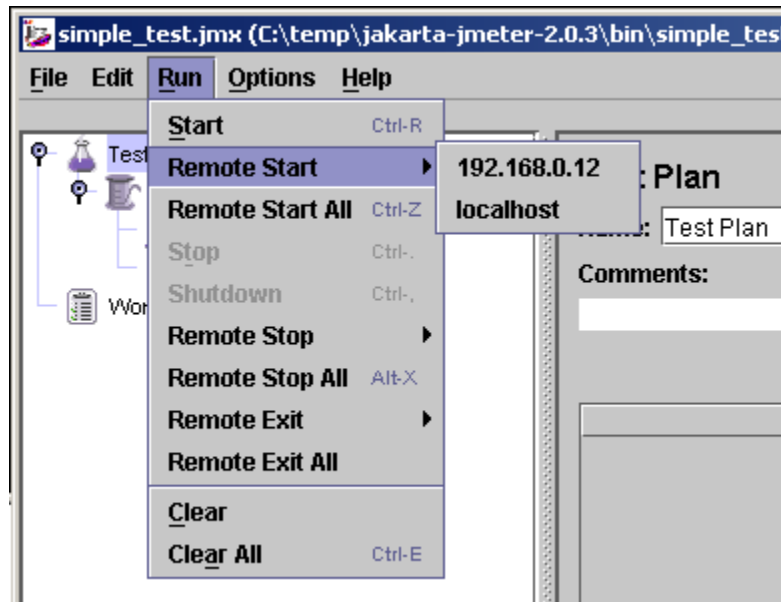 simple_test.jmx (C:\temp\jakarta-jmeter-2.0.3\bin\simple_tes
File Edit Run Options Help
Start Ctrl-R
Remote Start
192.168.0.12
localhost
Remote Start All Ctrl-Z
Stop Ctrl-.
Shutdown Ctrl-,
Remote Stop
Remote Stop All Alt-X
Remote Exit
Remote Exit All
Clear
Clear All Ctrl-E
Test
Wor
Plan
Test Plan
Comments: